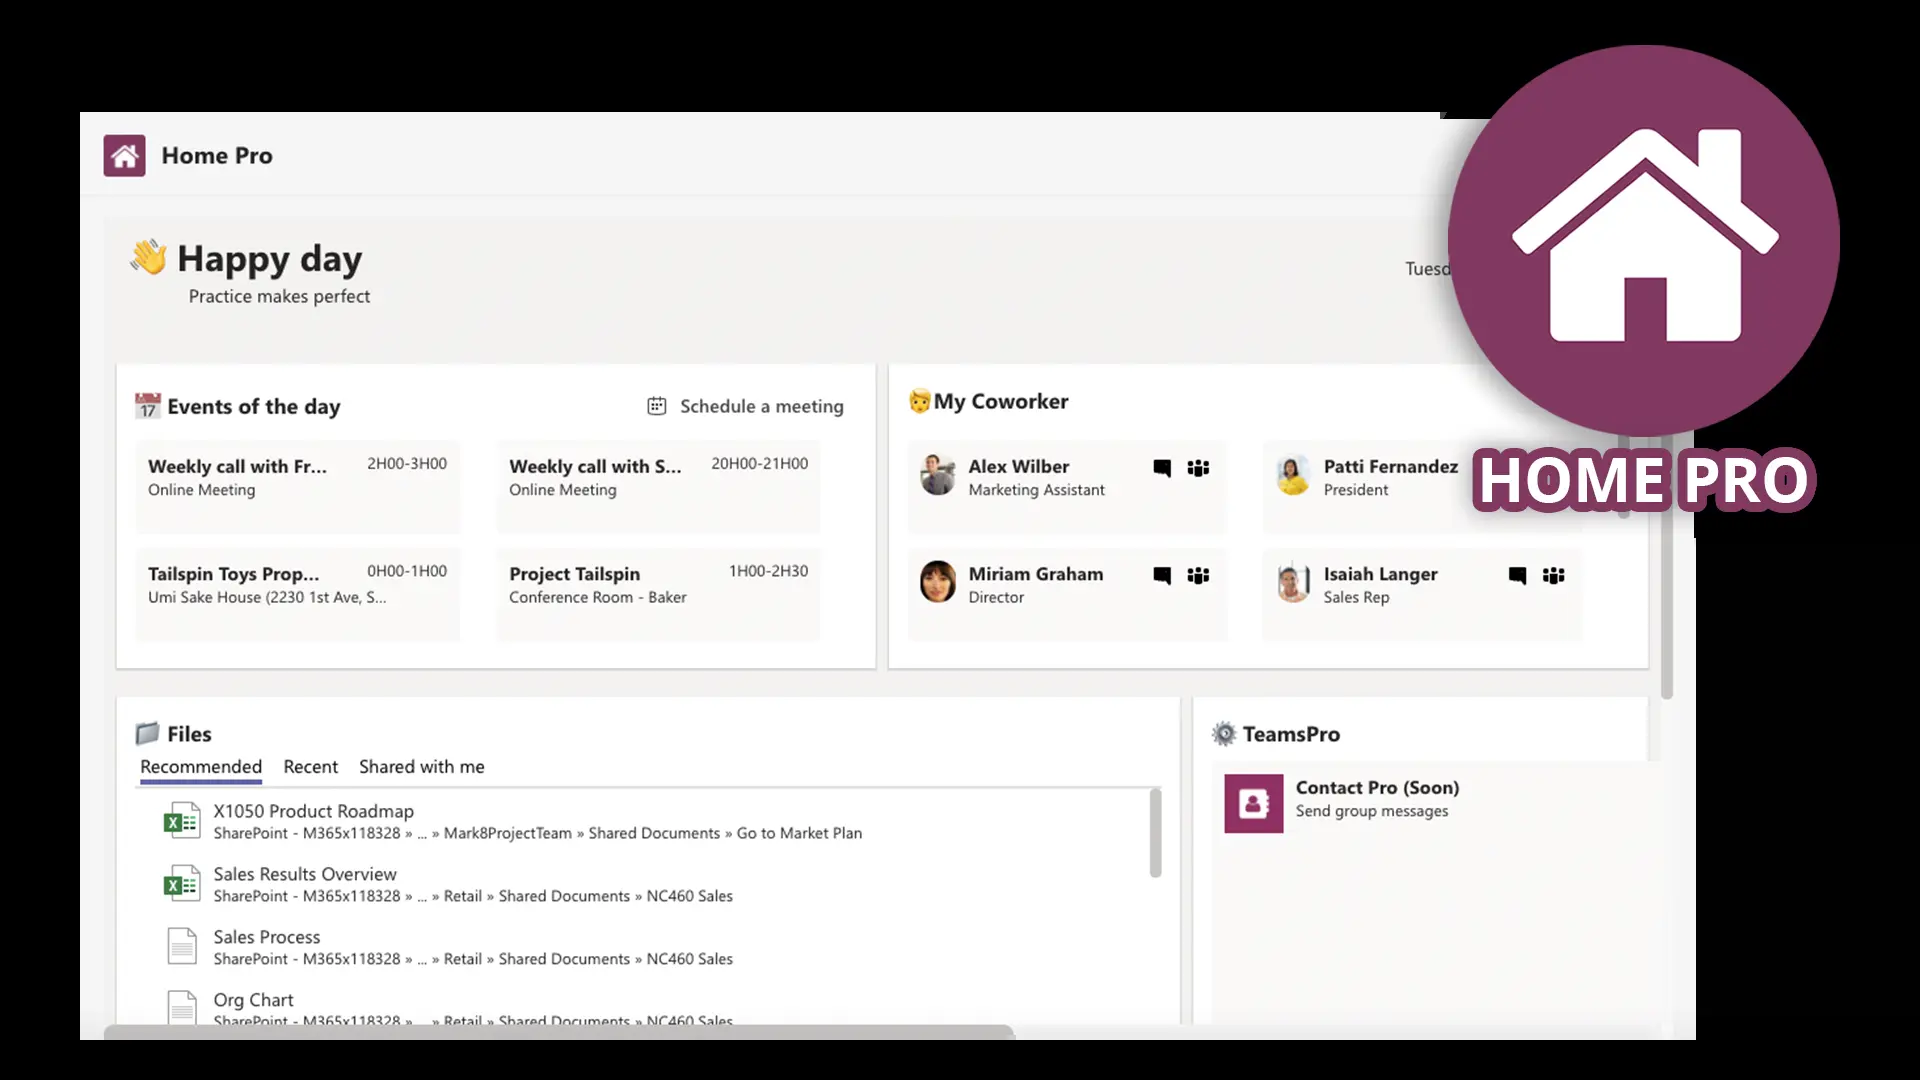 Home Pro
Happy day
Practice makes perfect
HOME PRO
17 Events of the day
Schedule a meeting
Weekly call with Fr... 2H00-3H00
Online Meeting
Weekly call with S... 20H00-21H00
Online Meeting
Tailspin Toys Prop... 0H00-1H00
Umi Sake House (2230 1st Ave, S...
Project Tailspin 1H00-2H30
Conference Room - Baker
My Coworker
Alex Wilber
Marketing Assistant
Patti Fernandez
President
Miriam Graham
Director
Isaiah Langer
Sales Rep
Files
Recommended Recent Shared with me
X1050 Product Roadmap
SharePoint - M365x118328 » ... » Mark8ProjectTeam » Shared Documents » Go to Market Plan
Sales Results Overview
SharePoint - M365x118328 » ... » Retail » Shared Documents » NC460 Sales
Sales Process
SharePoint - M365x118328 » ... » Retail » Shared Documents » NC460 Sales
Org Chart
SharePoint - M365x118328 » ... » Retail » Shared Documents » NC460 Sales
TeamsPro
Contact Pro (Soon)
Send group messages